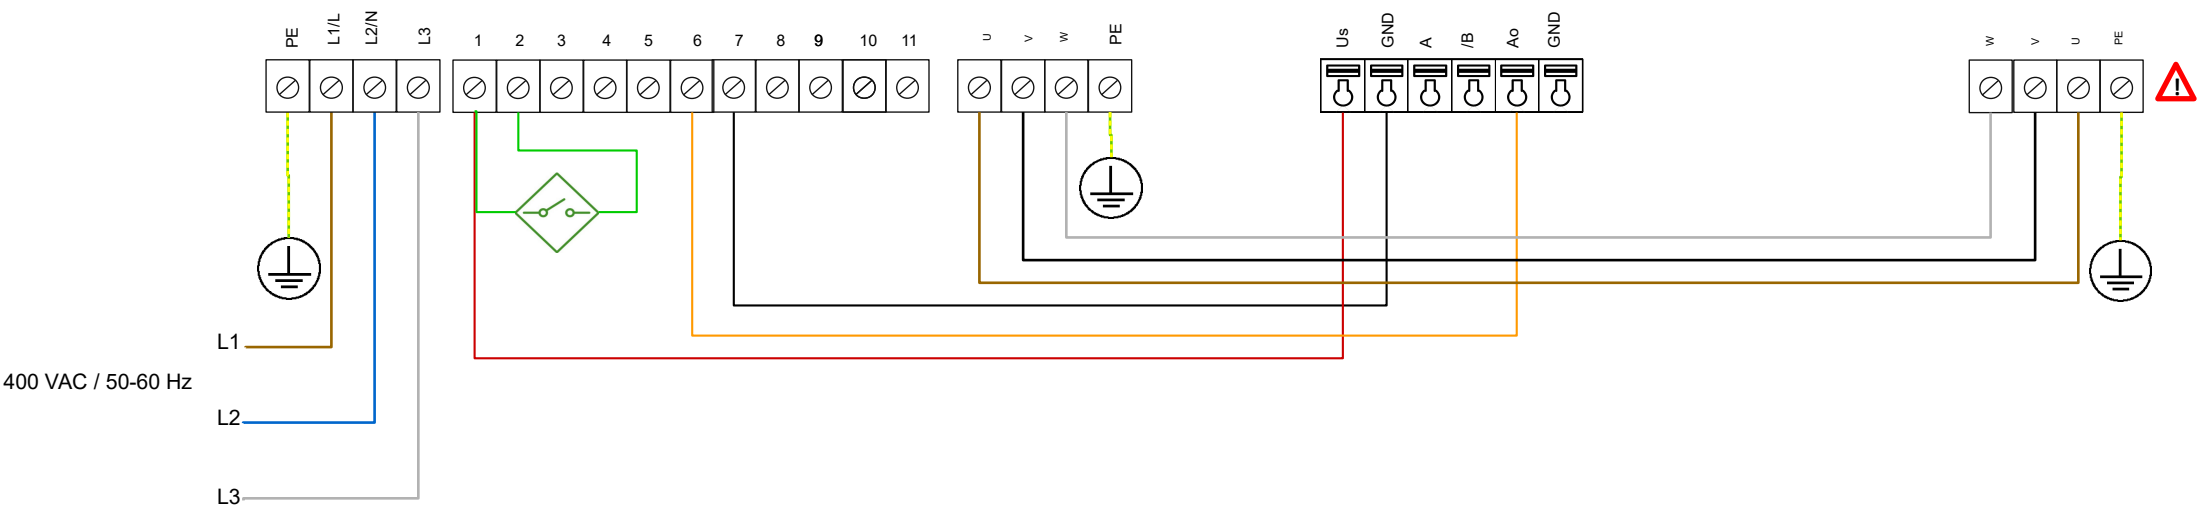 PE L1/L L2/N L3 1 2 3 4 5 6 7 8 9 10 11 U V W PE Us GND A /B Ao GND W V U PE
!
L1
400 VAC / 50-60 Hz
L2
L3